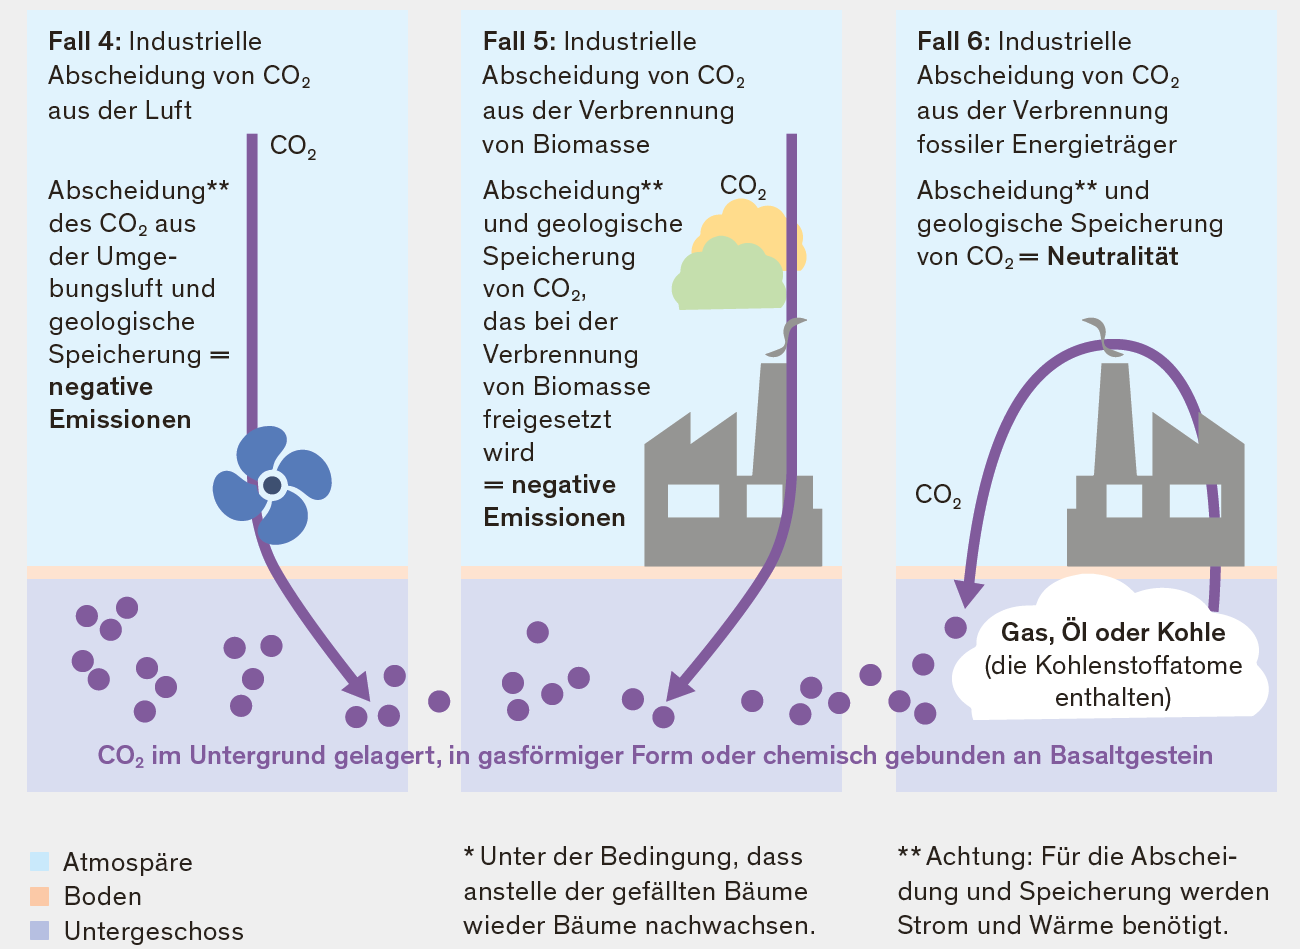 Fall 4: Industrielle
Abscheidung von CO₂
aus der Luft
CO₂
Abscheidung**
des CO₂ aus
der Umge-
bungsluft und
geologische
Speicherung =
negative
Emissionen
Fall 5: Industrielle
Abscheidung von CO₂
aus der Verbrennung
von Biomasse
CO₂
Abscheidung**
und geologische
Speicherung
von CO₂,
das bei der
Verbrennung
von Biomasse
freigesetzt
wird
= negative
Emissionen
Fall 6: Industrielle
Abscheidung von CO₂
aus der Verbrennung
fossiler Energieträger
Abscheidung** und
geologische Speicherung
von CO₂ = Neutralität
CO₂
Gas, Öl oder Kohle
(die Kohlenstoffatome
enthalten)
CO₂ im Untergrund gelagert, in gasförmiger Form oder chemisch gebunden an Basaltgestein
Atmospäre
Boden
Untergeschoss
* Unter der Bedingung, dass
anstelle der gefällten Bäume
wieder Bäume nachwachsen.
** Achtung: Für die Abschei-
dung und Speicherung werden
Strom und Wärme benötigt.